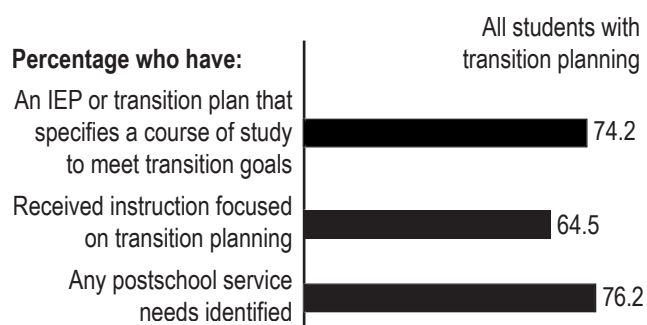 All students with
transition planning
Percentage who have:
An IEP or transition plan that
specifies a course of study
to meet transition goals
74.2
Received instruction focused
on transition planning
64.5
Any postschool service
needs identified
76.2